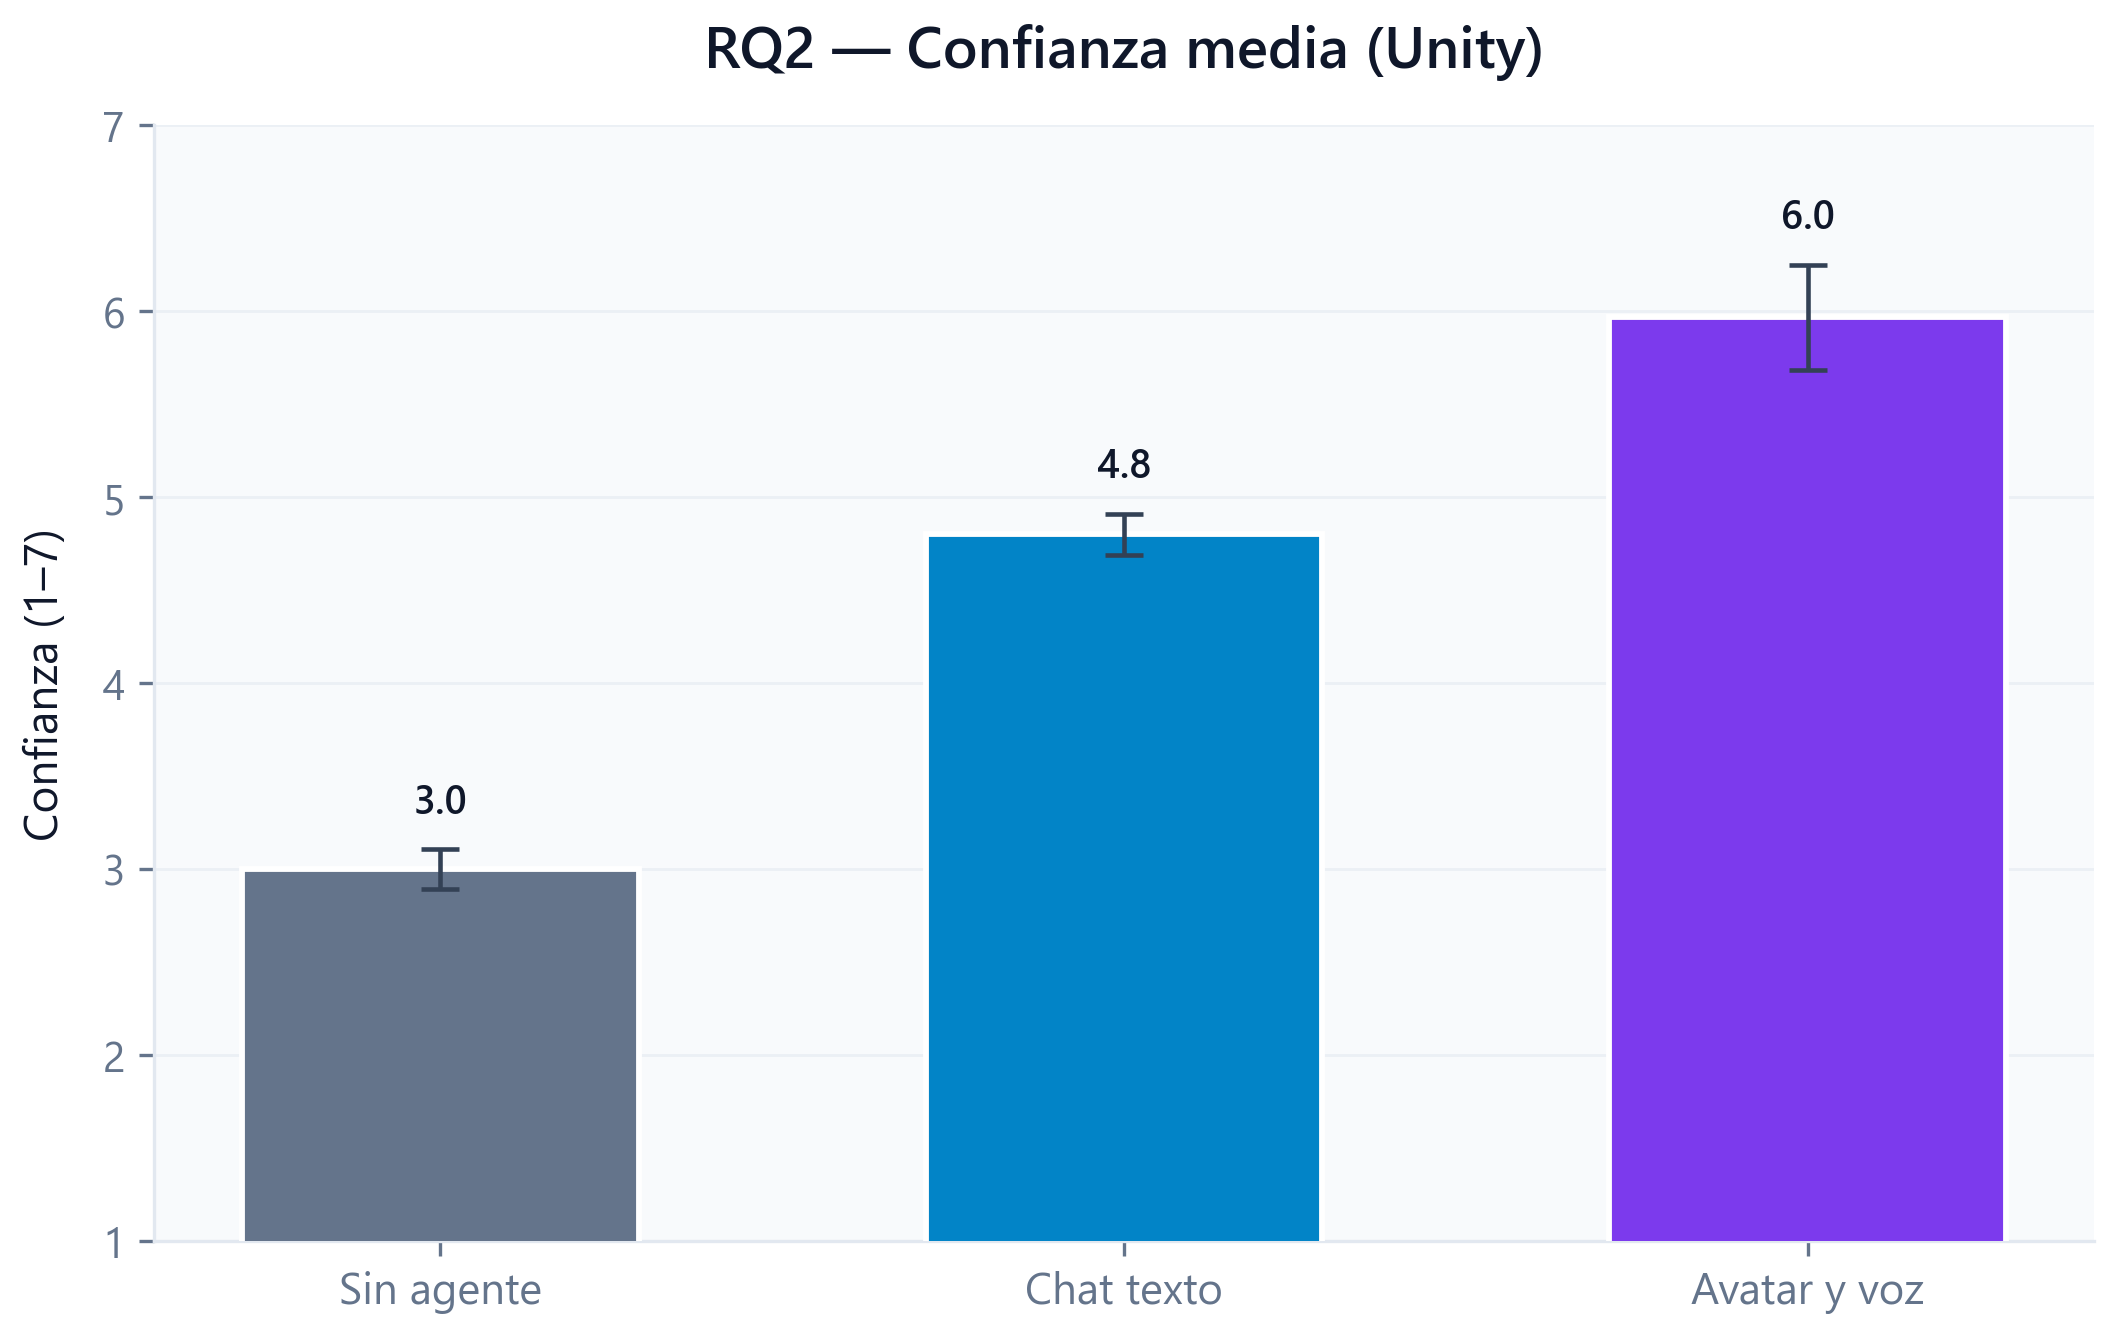 RQ2 — Confianza media (Unity)
7
6.0
6
4.8
5
Confianza (1–7)
4
3.0
3
2
1
Sin agente
Chat texto
Avatar y voz